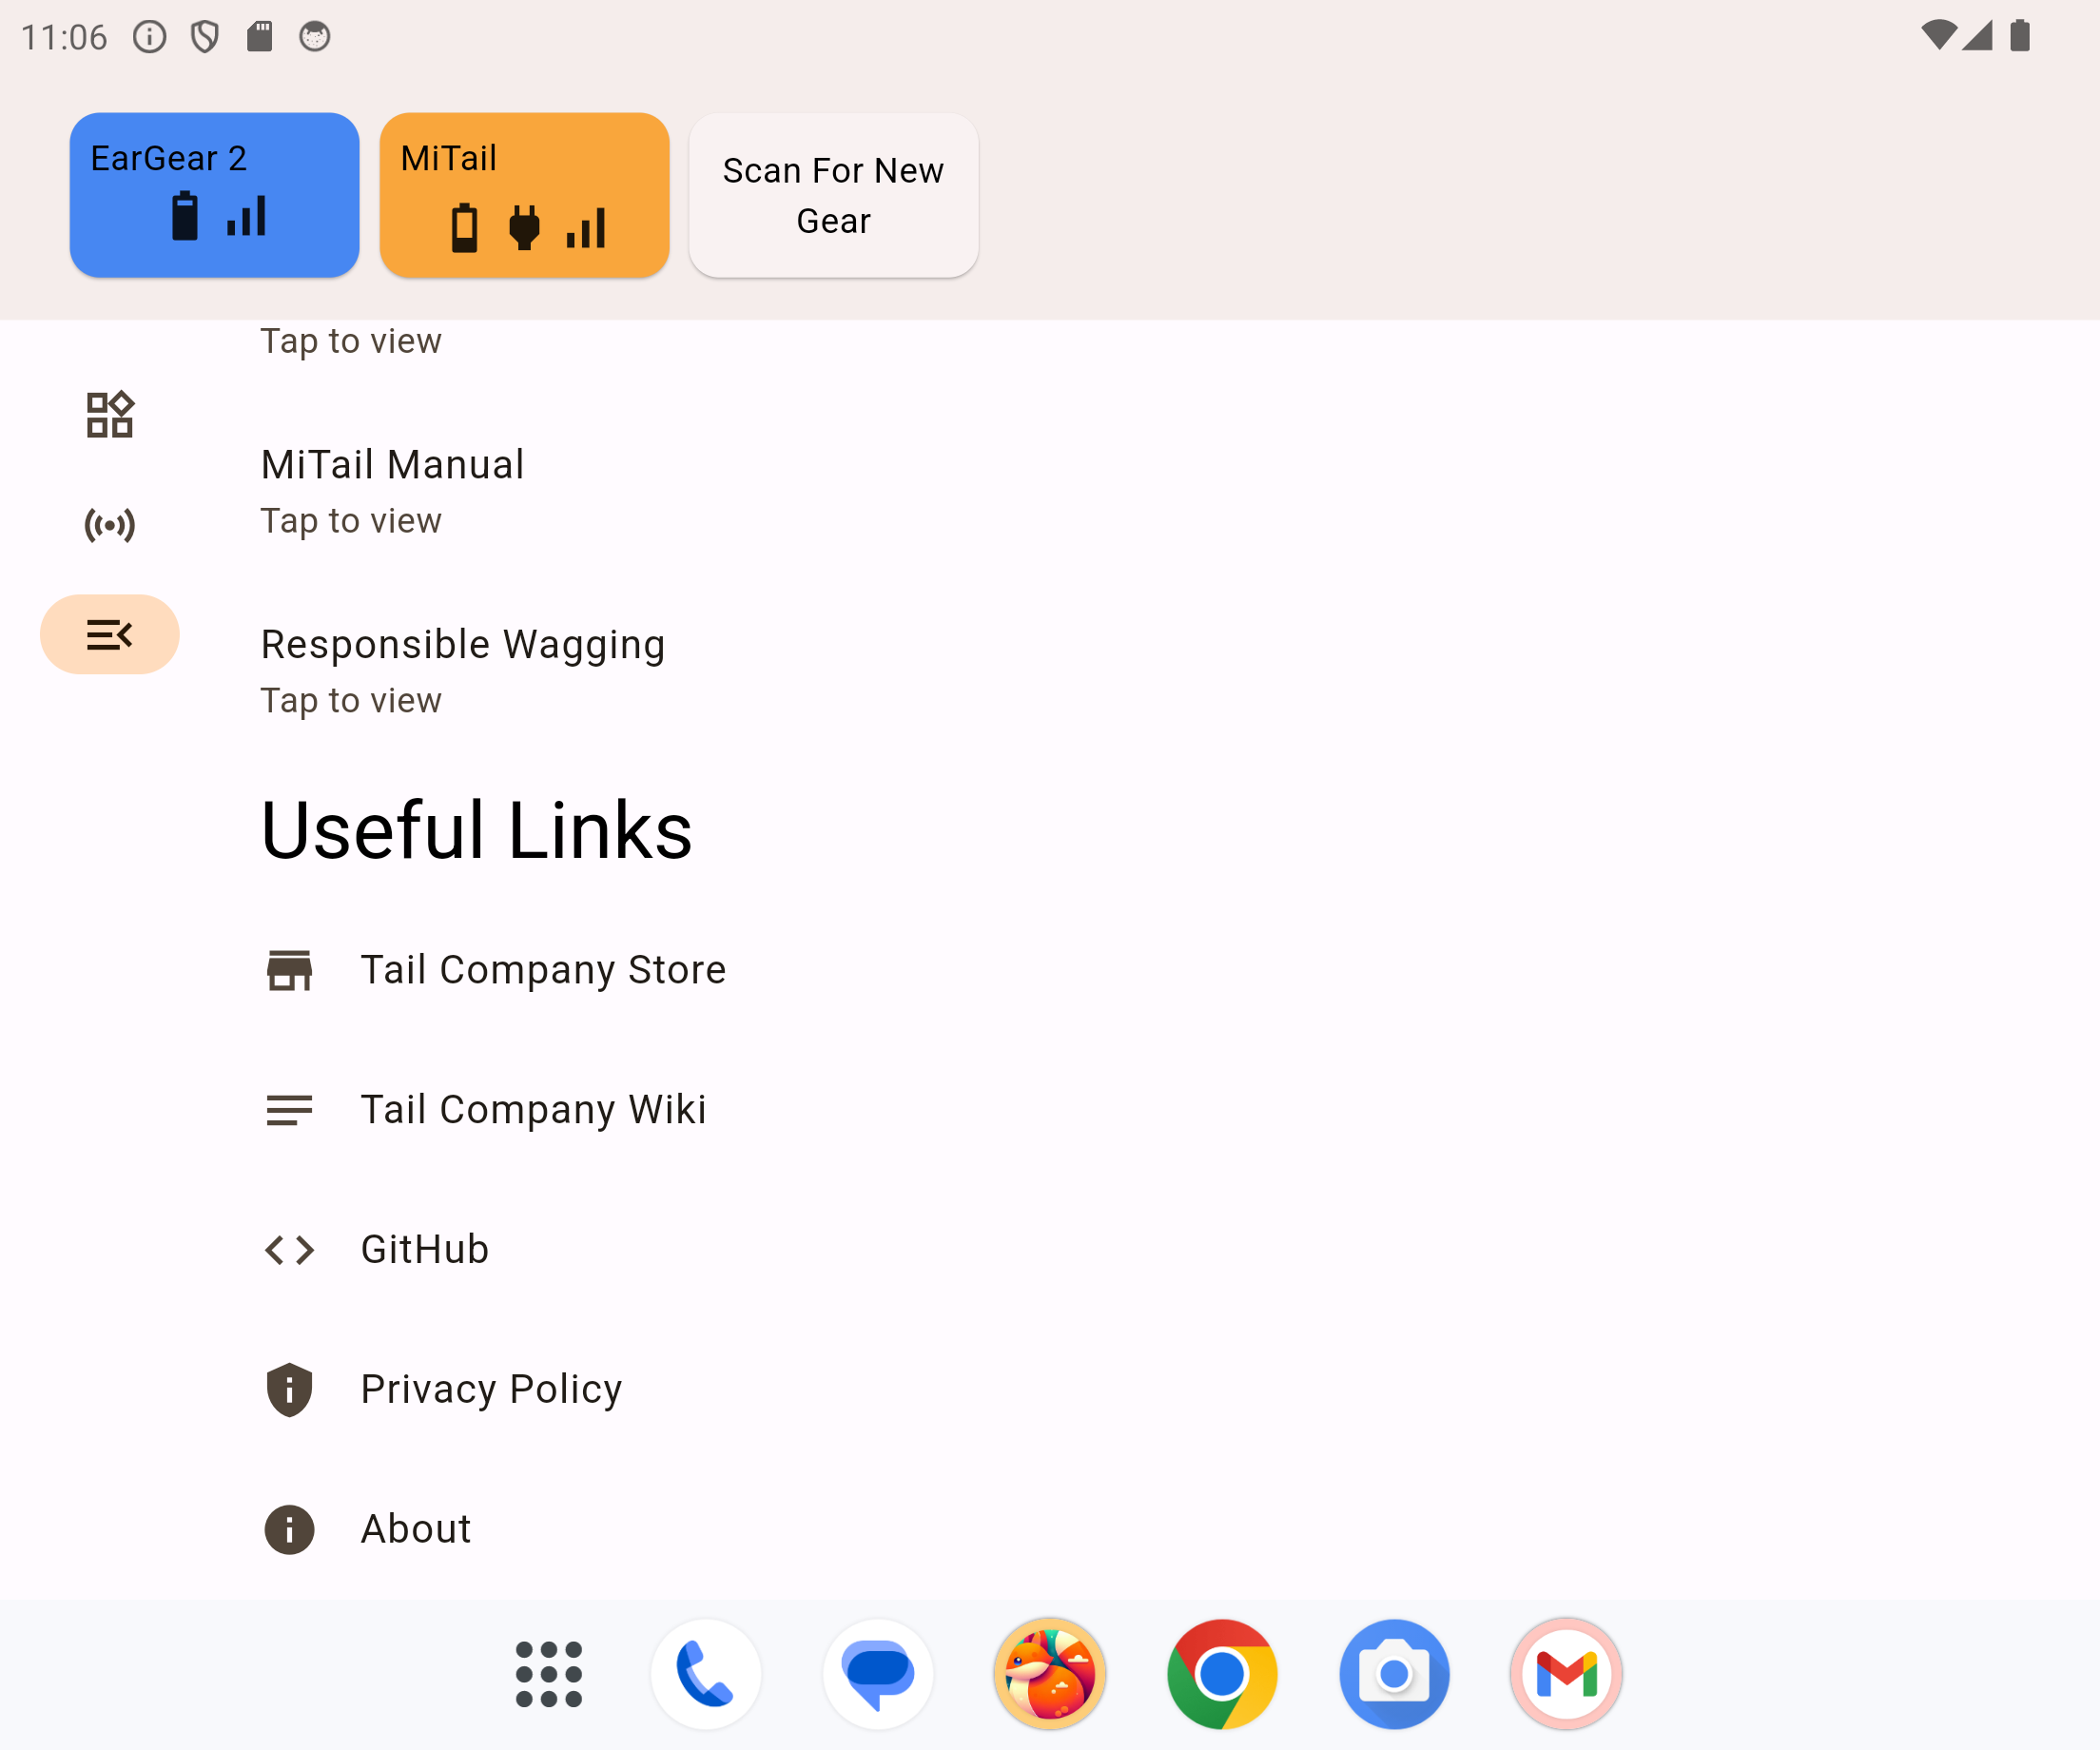 11:06
EarGear 2
MiTail
Scan For New
Gear
Tap to view
MiTail Manual
Tap to view
Responsible Wagging
Tap to view
Useful Links
Tail Company Store
Tail Company Wiki
GitHub
Privacy Policy
About